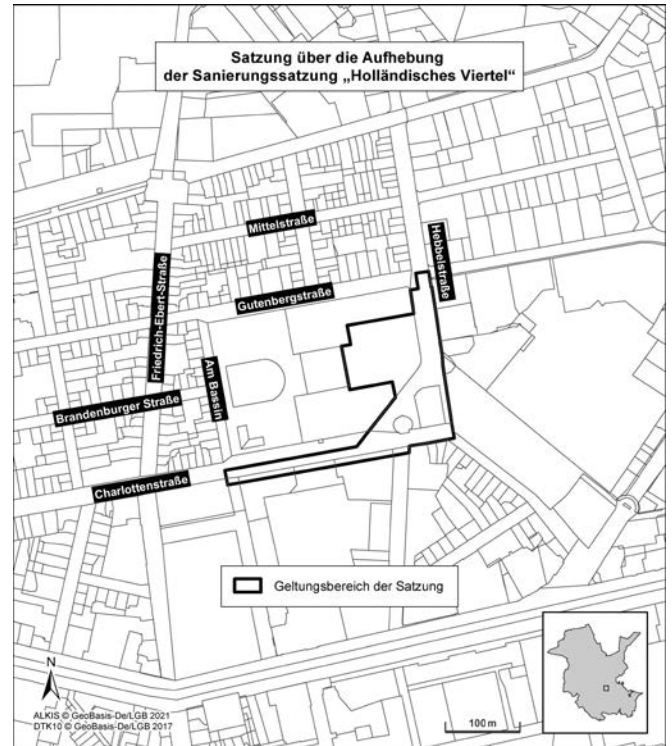 Satzung über die Aufhebung
der Sanierungssatzung „Holländisches Viertel“
Mittelstraße
Hebbelstraße
Gutenbergstraße
Friedrich-Ebert-Straße
Am Bassin
Brandenburger Straße
Charlottenstraße
Geltungsbereich der Satzung
N
ALKIS © GeoBasis-De/LGB 2021
DTK10 © GeoBasis-De/LGB 2017
100 m